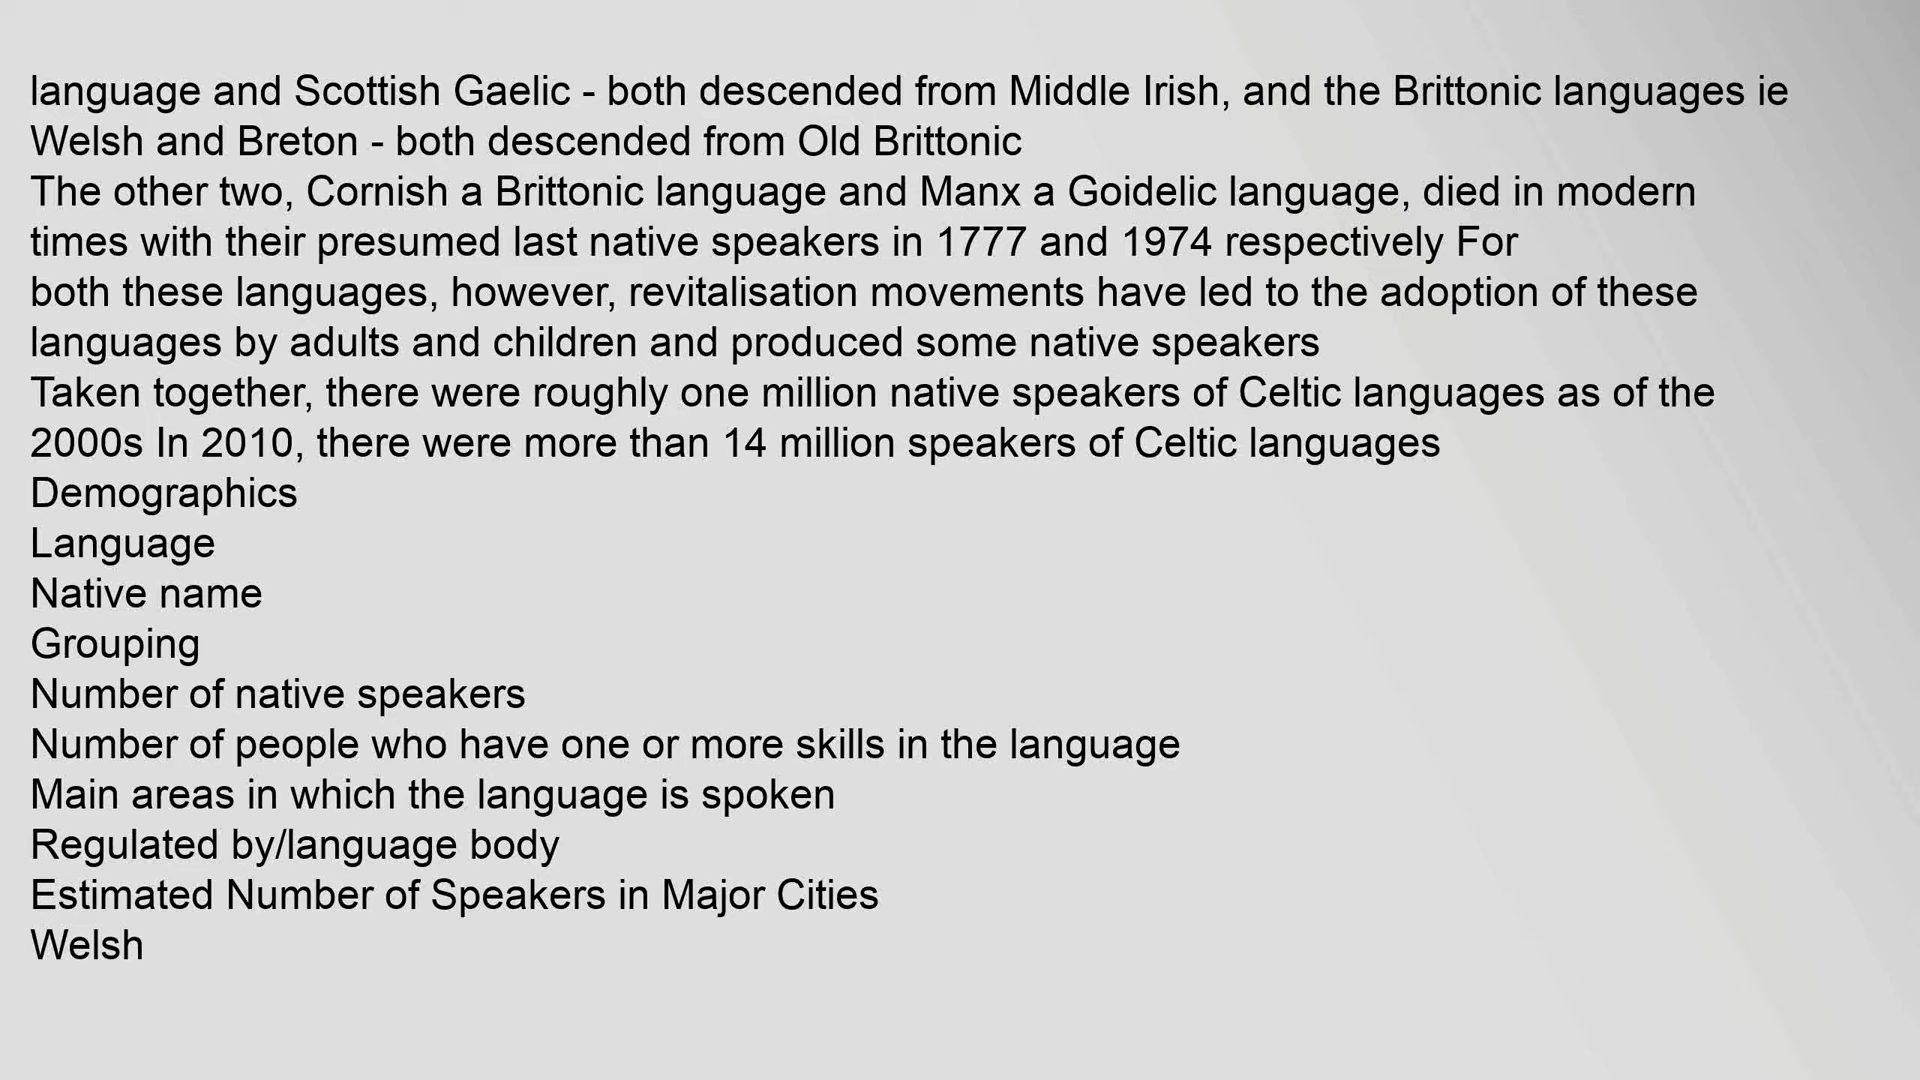 language and Scottish Gaelic - both descended from Middle Irish, and the Brittonic languages ie
Welsh and Breton - both descended from Old Brittonic
The other two, Cornish a Brittonic language and Manx a Goidelic language, died in modern
times with their presumed last native speakers in 1777 and 1974 respectively For
both these languages, however, revitalisation movements have led to the adoption of these
languages by adults and children and produced some native speakers
Taken together, there were roughly one million native speakers of Celtic languages as of the
2000s In 2010, there were more than 14 million speakers of Celtic languages
Demographics
Language
Native name
Grouping
Number of native speakers
Number of people who have one or more skills in the language
Main areas in which the language is spoken
Regulated by/language body
Estimated Number of Speakers in Major Cities
Welsh